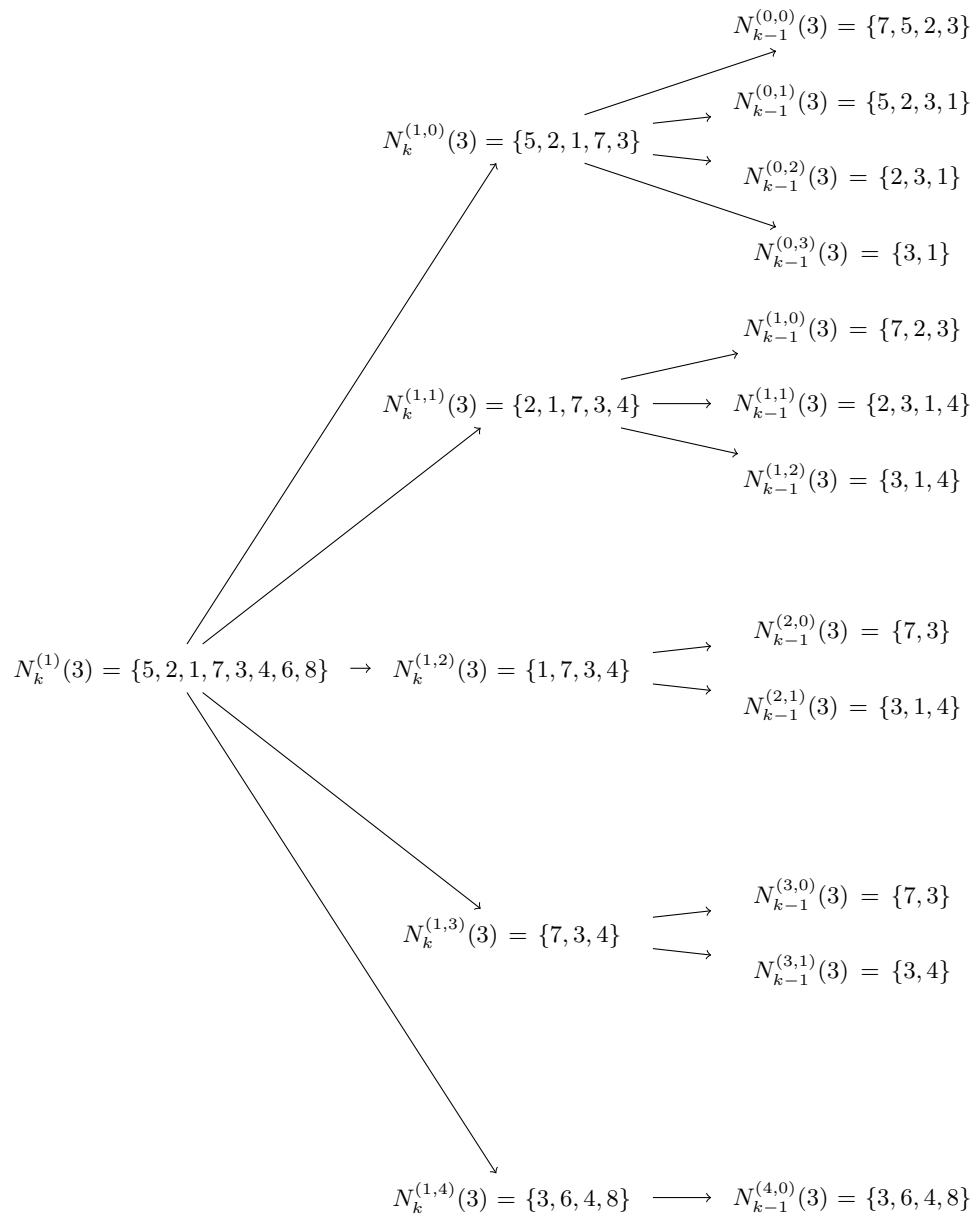 N_{k-1}^{(0,0)}(3) = {7, 5, 2, 3}
N_{k-1}^{(0,1)}(3) = {5, 2, 3, 1}
N_k^{(1,0)}(3) = {5, 2, 1, 7, 3}
N_{k-1}^{(0,2)}(3) = {2, 3, 1}
N_{k-1}^{(0,3)}(3) = {3, 1}
N_{k-1}^{(1,0)}(3) = {7, 2, 3}
N_k^{(1,1)}(3) = {2, 1, 7, 3, 4}
N_{k-1}^{(1,1)}(3) = {2, 3, 1, 4}
N_{k-1}^{(1,2)}(3) = {3, 1, 4}
N_{k-1}^{(2,0)}(3) = {7, 3}
N_k^{(1)}(3) = {5, 2, 1, 7, 3, 4, 6, 8} → N_k^{(1,2)}(3) = {1, 7, 3, 4}
N_{k-1}^{(2,1)}(3) = {3, 1, 4}
N_{k-1}^{(3,0)}(3) = {7, 3}
N_k^{(1,3)}(3) = {7, 3, 4}
N_{k-1}^{(3,1)}(3) = {3, 4}
N_k^{(1,4)}(3) = {3, 6, 4, 8}
N_{k-1}^{(4,0)}(3) = {3, 6, 4, 8}